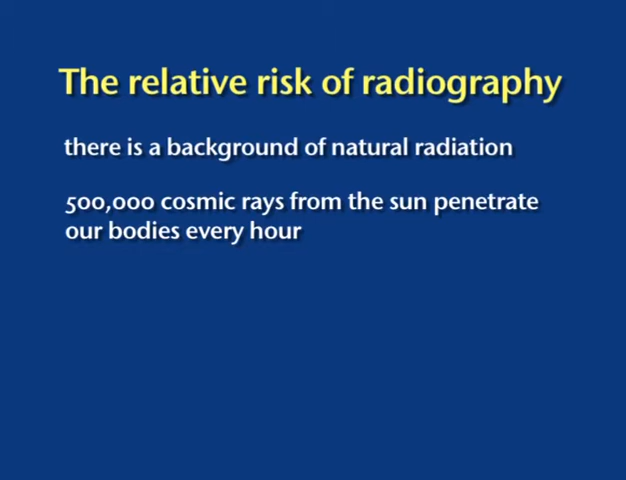 The relative risk of radiography
there is a background of natural radiation
500,000 cosmic rays from the sun penetrate
our bodies every hour